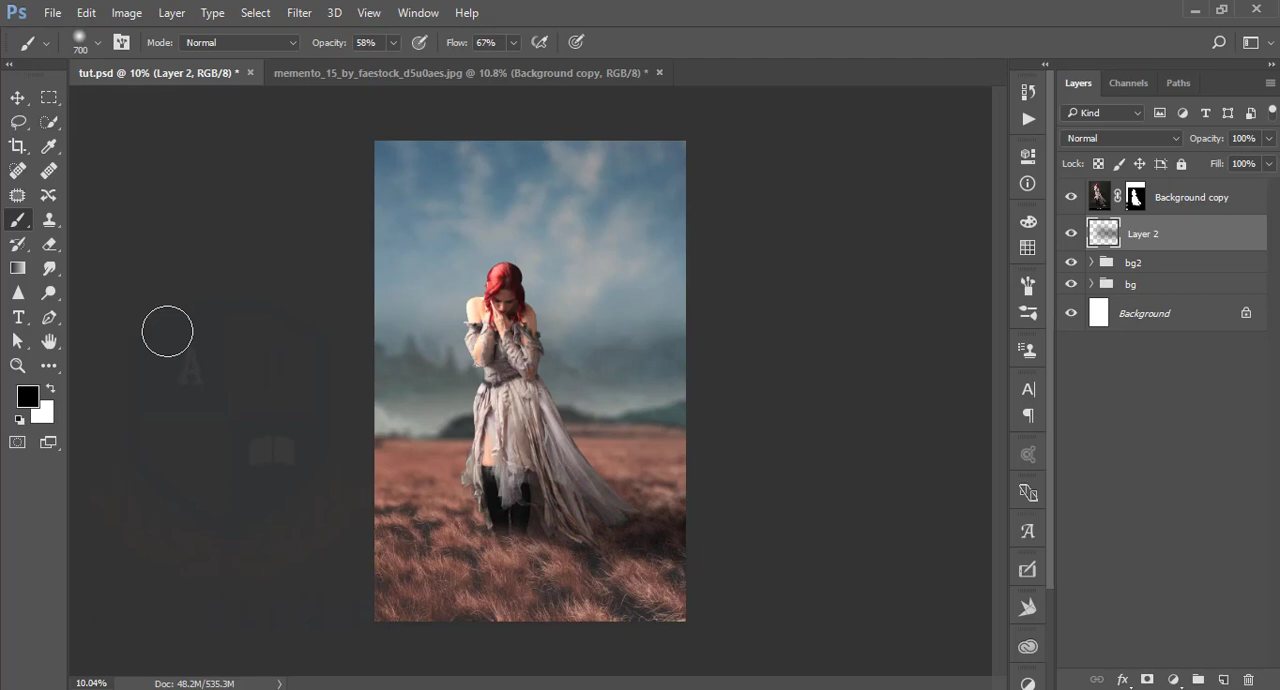 Ps File Edit Image Layer Type Select Filter 3D View Window Help
700 Mode: Normal Opacity: 58% Flow: 67%
tut.psd @ 10% (Layer 2, RGB/8) * × memento_15_by_faestock_d5u0aes.jpg @ 10.8% (Background copy, RGB/8) * ×
Layers Channels Paths
Kind
Normal Opacity: 100%
Lock: Fill: 100%
Background copy
Layer 2
bg2
bg
Background
10.04% Doc: 48.2M/535.3M